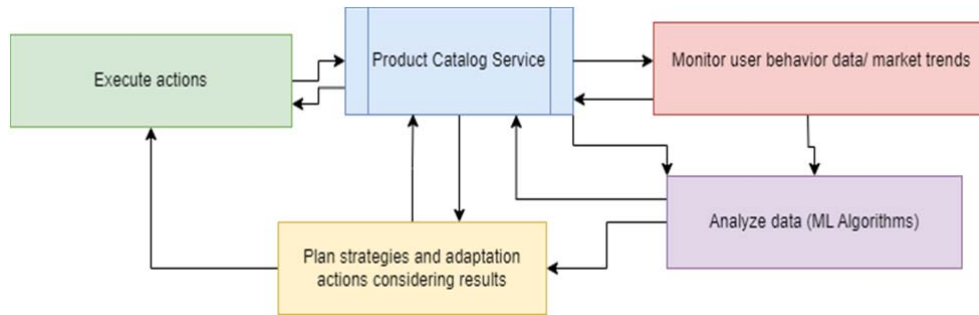 Product Catalog Service
Monitor user behavior data/ market trends
Execute actions
Analyze data (ML Algorithms)
Plan strategies and adaptation
actions considering results